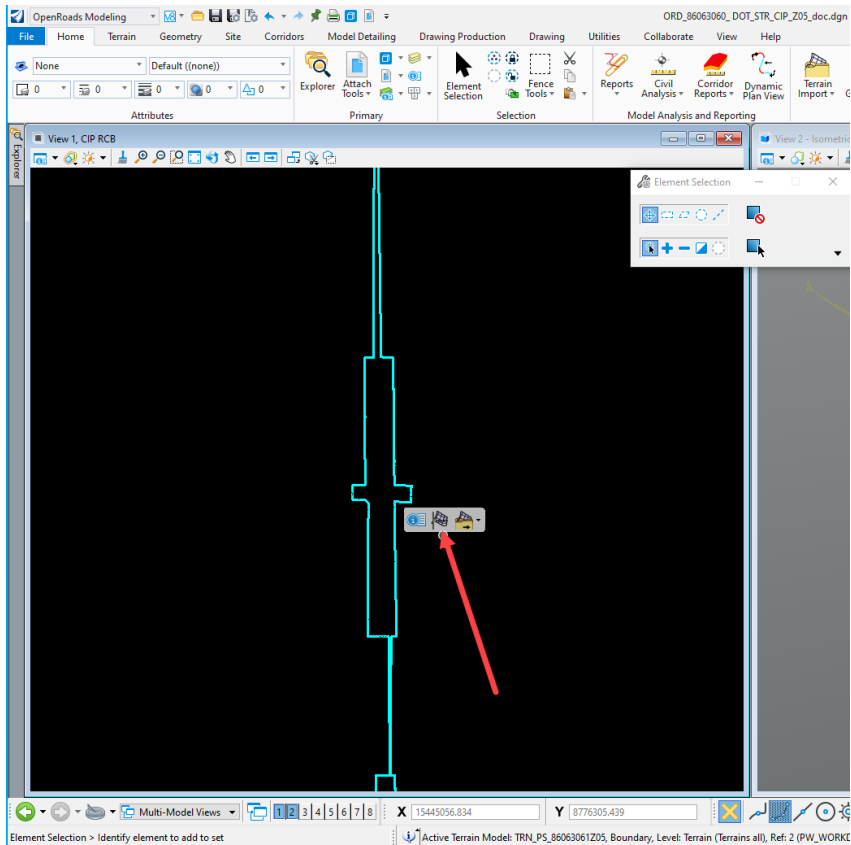 OpenRoads Modeling
ORD_86063060_ DOT_STR_CIP_Z05_doc.dgn
File Home Terrain Geometry Site Corridors Model Detailing Drawing Production Drawing Utilities Collaborate View Help
None Default ((none))
0 0 0 0 0
Explorer Attach Tools Element Selection Fence Tools Reports Civil Analysis Corridor Reports Dynamic Plan View Terrain Import
Attributes Primary Selection Model Analysis and Reporting
Explorer
View 1, CIP RCB
View 2 - Isometric
Element Selection
Multi-Model Views 1 2 3 4 5 6 7 8 X 15445056.834 Y 8776305.439
Element Selection > Identify element to add to set
Active Terrain Model: TRN_PS_86063061Z05, Boundary, Level: Terrain (Terrains all), Ref: 2 (PW_WORKD